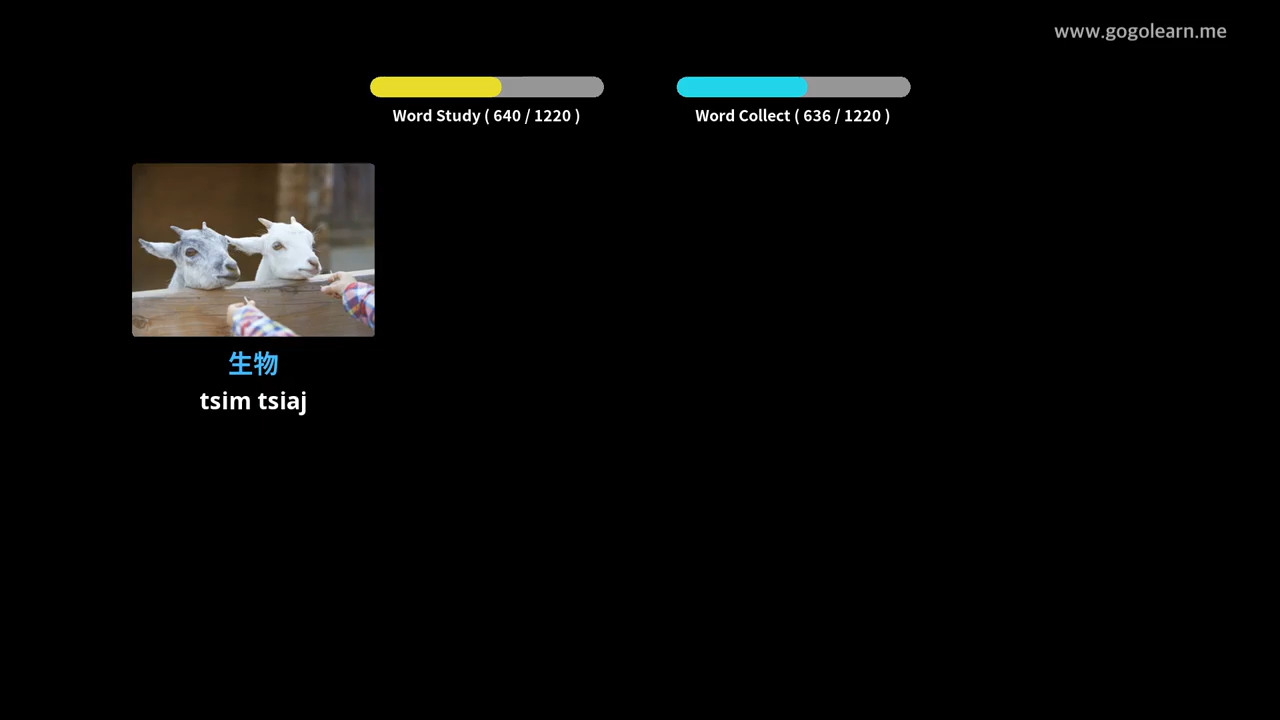 www.gogolearn.me
Word Study ( 640 / 1220 )
Word Collect ( 636 / 1220 )
生物
tsim tsiaj